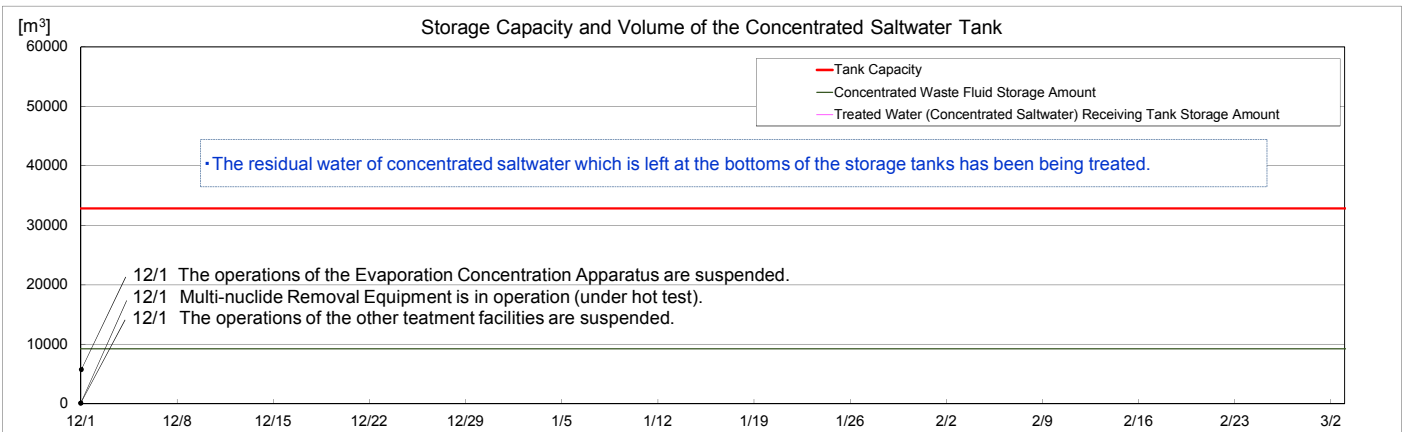 [m³]
Storage Capacity and Volume of the Concentrated Saltwater Tank
60000
50000
40000
30000
20000
10000
0
Tank Capacity
Concentrated Waste Fluid Storage Amount
Treated Water (Concentrated Saltwater) Receiving Tank Storage Amount
・The residual water of concentrated saltwater which is left at the bottoms of the storage tanks has been being treated.
12/1 The operations of the Evaporation Concentration Apparatus are suspended.
12/1 Multi-nuclide Removal Equipment is in operation (under hot test).
12/1 The operations of the other teatment facilities are suspended.
12/1 12/8 12/15 12/22 12/29 1/5 1/12 1/19 1/26 2/2 2/9 2/16 2/23 3/2